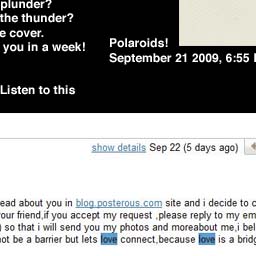 plunder?
the thunder?
e cover.
you in a week!
Polaroids!
September 21 2009, 6:55
Listen to this
show details Sep 22 (5 days ago)
ead about you in blog.posterous.com site and i decide to c
our friend,if you accept my request ,please reply to my em
) so that i will send you my photos and moreabout me,i bel
ot be a barrier but lets love connect,because love is a bridg